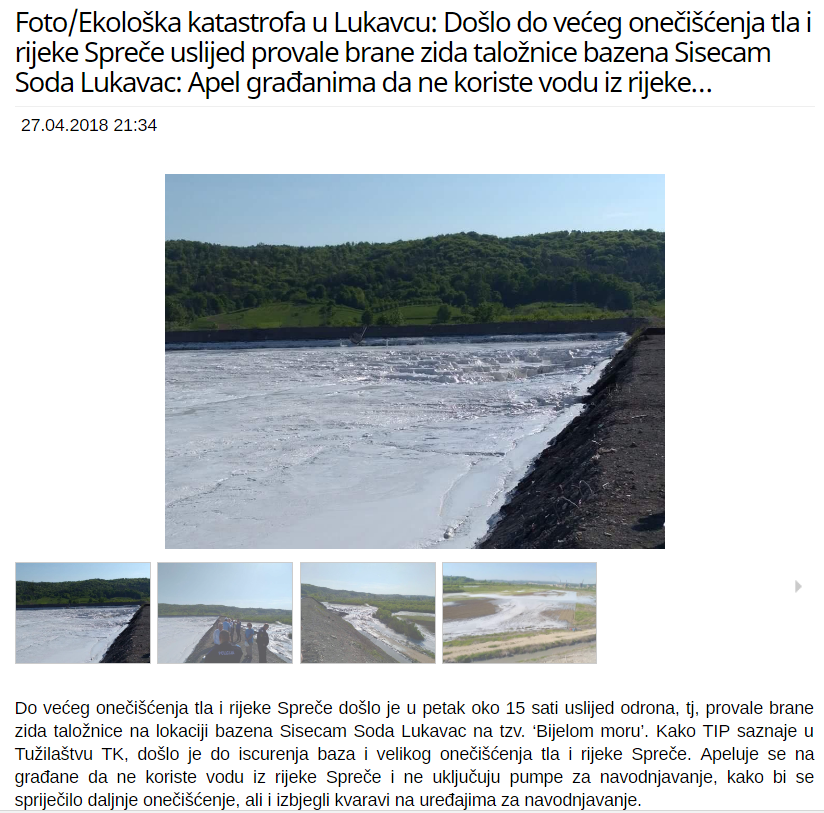 Foto/Ekološka katastrofa u Lukavcu: Došlo do većeg onečišćenja tla i
rijeke Spreče uslijed provale brane zida taložnice bazena Sisecam
Soda Lukavac: Apel građanima da ne koriste vodu iz rijeke…
27.04.2018 21:34
Do većeg onečišćenja tla i rijeke Spreče došlo je u petak oko 15 sati uslijed odrona, tj, provale brane
zida taložnice na lokaciji bazena Sisecam Soda Lukavac na tzv. ‘Bijelom moru’. Kako TIP saznaje u
Tužilaštvu TK, došlo je do iscurenja baza i velikog onečišćenja tla i rijeke Spreče. Apeluje se na
građane da ne koriste vodu iz rijeke Spreče i ne uključuju pumpe za navodnjavanje, kako bi se
spriječilo daljnje onečišćenje, ali i izbjegli kvaravi na uređajima za navodnjavanje.